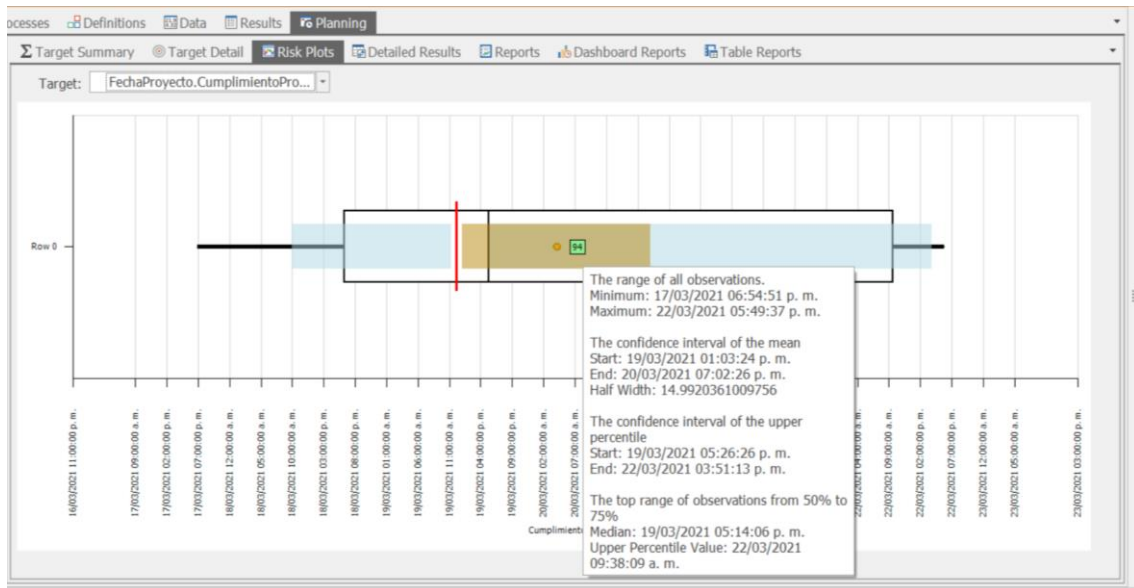 ocesses Definitions Data Results Planning
Target Summary Target Detail Risk Plots Detailed Results Reports Dashboard Reports Table Reports
Target: FechaProyecto.CumplimientoPro...
Row 0
94
The range of all observations.
Minimum: 17/03/2021 06:54:51 p. m.
Maximum: 22/03/2021 05:49:37 p. m.
The confidence interval of the mean
Start: 19/03/2021 01:03:24 p. m.
End: 20/03/2021 07:02:26 p. m.
Half Width: 14.9920361009756
The confidence interval of the upper
percentile
Start: 19/03/2021 05:26:26 p. m.
End: 22/03/2021 03:51:13 p. m.
The top range of observations from 50% to
75%
Median: 19/03/2021 05:14:06 p. m.
Upper Percentile Value: 22/03/2021
09:38:09 a. m.
16/03/2021 11:00:00 p. m.
17/03/2021 09:00:00 a. m.
17/03/2021 02:00:00 p. m.
17/03/2021 07:00:00 p. m.
18/03/2021 12:00:00 a. m.
18/03/2021 05:00:00 a. m.
18/03/2021 10:00:00 a. m.
18/03/2021 03:00:00 p. m.
18/03/2021 08:00:00 p. m.
19/03/2021 01:00:00 a. m.
19/03/2021 06:00:00 a. m.
19/03/2021 11:00:00 a. m.
19/03/2021 04:00:00 p. m.
19/03/2021 09:00:00 p. m.
20/03/2021 02:00:00 a. m.
20/03/2021 07:00:00 a. m.
22/03/2021 04:00:00 a. m.
22/03/2021 09:00:00 a. m.
22/03/2021 02:00:00 p. m.
22/03/2021 07:00:00 p. m.
23/03/2021 12:00:00 a. m.
23/03/2021 05:00:00 a. m.
23/03/2021 03:00:00 p. m.
Cumplimient